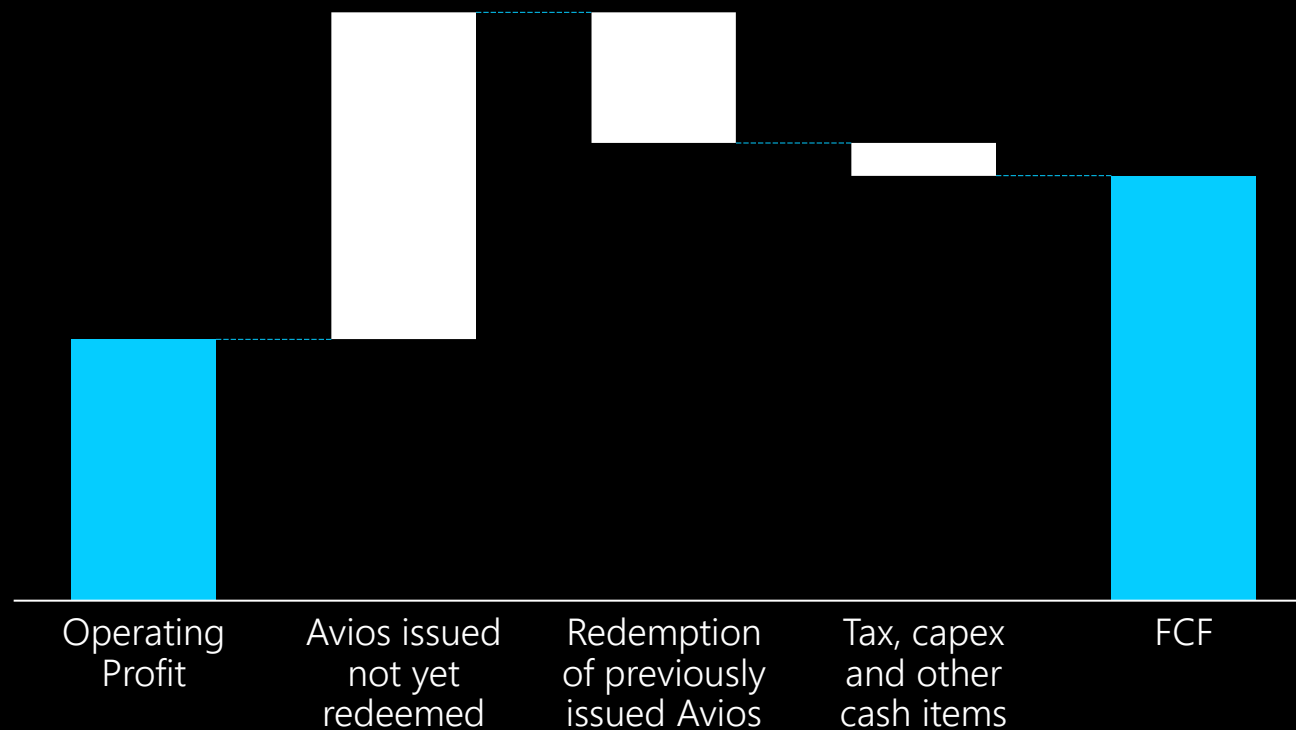 Operating
Profit
Avios issued
not yet
redeemed
Redemption
of previously
issued Avios
Tax, capex
and other
cash items
FCF